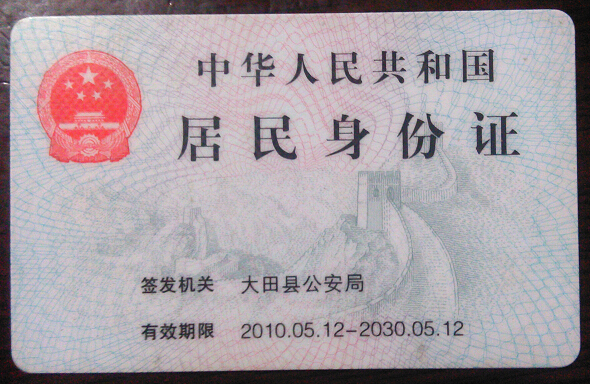 中华人民共和国
居民身份证
签发机关 大田县公安局
有效期限 2010.05.12-2030.05.12